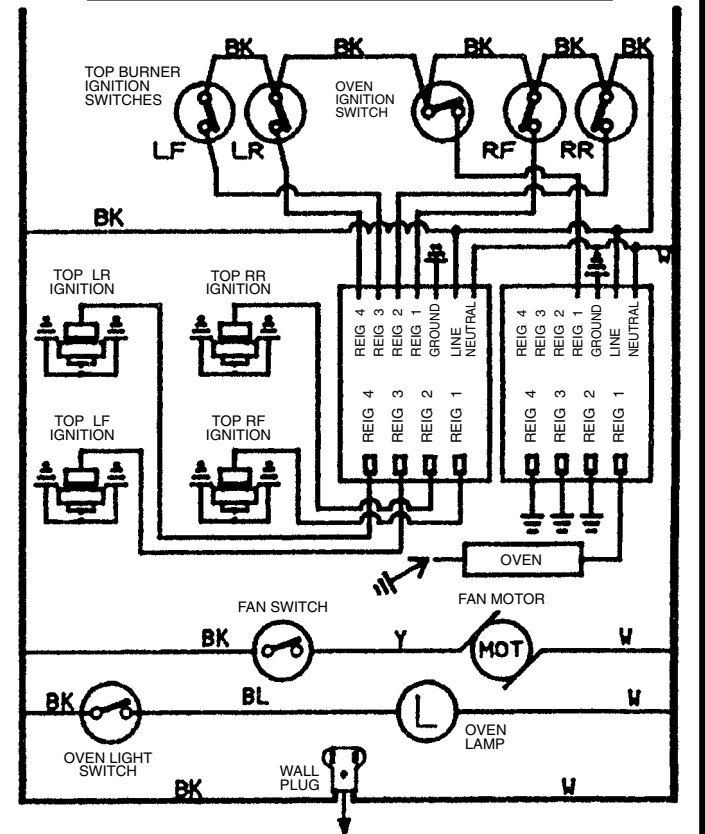 BK BK BK BK BK
TOP BURNER
IGNITION
SWITCHES
OVEN
IGNITION
SWITCH
LF LR RF RR
BK
W
TOP LR
IGNITION
TOP RR
IGNITION
REIG 4
REIG 3
REIG 2
REIG 1
GROUND
LINE
NEUTRAL
REIG 4
REIG 3
REIG 2
REIG 1
GROUND
LINE
NEUTRAL
REIG 4
REIG 3
REIG 2
REIG 1
REIG 4
REIG 3
REIG 2
REIG 1
TOP LF
IGNITION
TOP RF
IGNITION
OVEN
FAN SWITCH
FAN MOTOR
BK Y MOT W
BK BL L W
OVEN LIGHT
SWITCH
OVEN
LAMP
WALL
PLUG
BK W